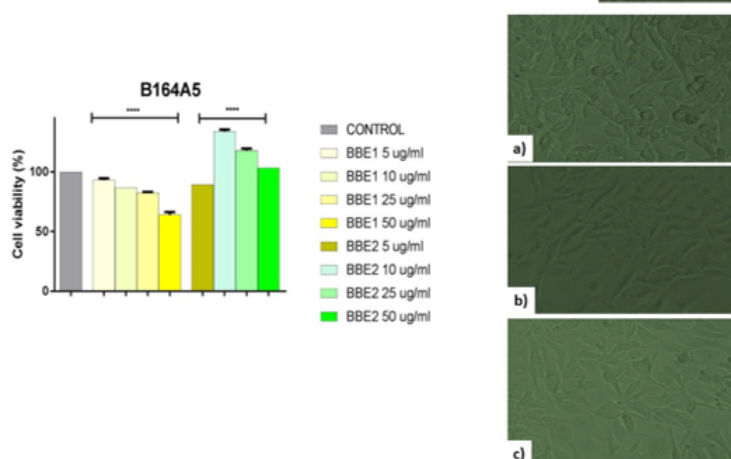 B164A5
****
****
Cell viability (%)
100
50
0
CONTROL
BBE1 5 ug/ml
BBE1 10 ug/ml
BBE1 25 ug/ml
BBE1 50 ug/ml
BBE2 5 ug/ml
BBE2 10 ug/ml
BBE2 25 ug/ml
BBE2 50 ug/ml
a)
b)
c)